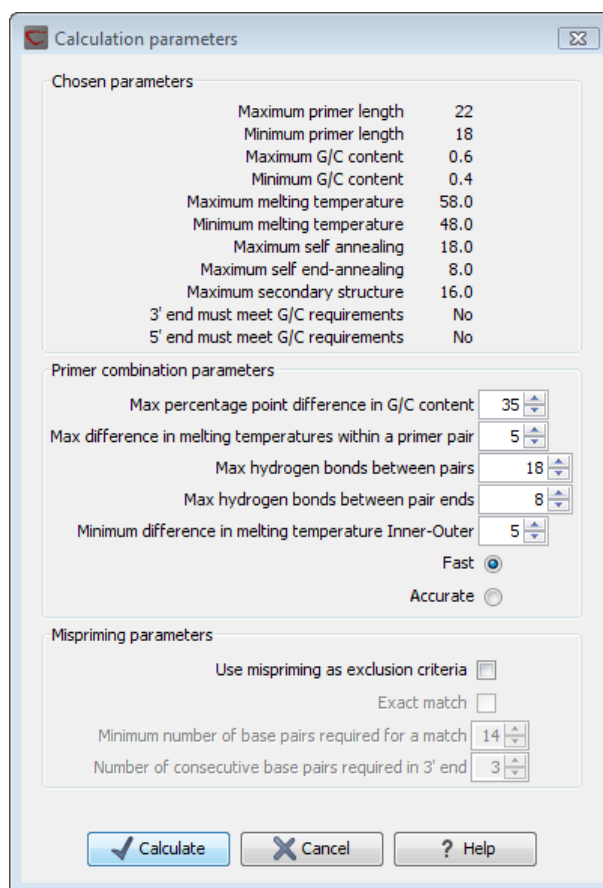 Calculation parameters
Chosen parameters
Maximum primer length 22
Minimum primer length 18
Maximum G/C content 0.6
Minimum G/C content 0.4
Maximum melting temperature 58.0
Minimum melting temperature 48.0
Maximum self annealing 18.0
Maximum self end-annealing 8.0
Maximum secondary structure 16.0
3' end must meet G/C requirements No
5' end must meet G/C requirements No
Primer combination parameters
Max percentage point difference in G/C content 35
Max difference in melting temperatures within a primer pair 5
Max hydrogen bonds between pairs 18
Max hydrogen bonds between pair ends 8
Minimum difference in melting temperature Inner-Outer 5
Fast
Accurate
Mispriming parameters
Use mispriming as exclusion criteria
Exact match
Minimum number of base pairs required for a match 14
Number of consecutive base pairs required in 3' end 3
Calculate Cancel ? Help